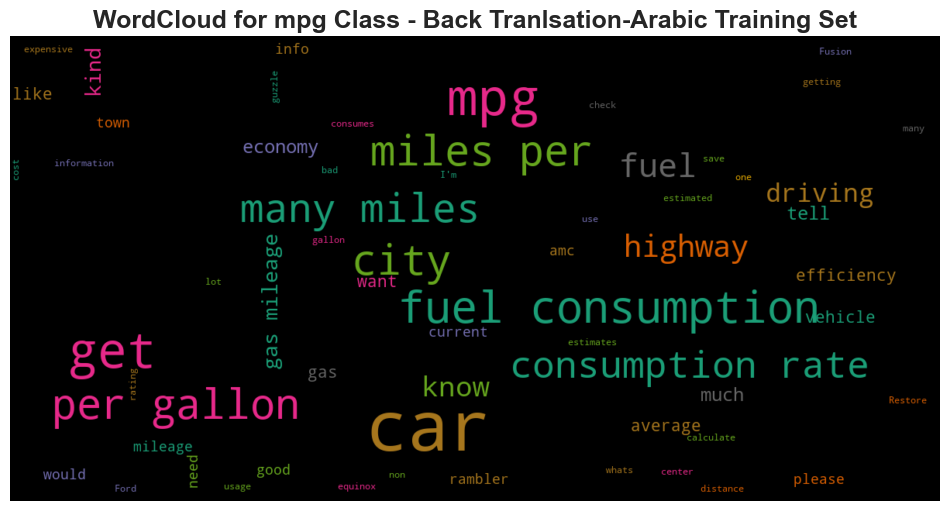 WordCloud for mpg Class - Back Tranlsation-Arabic Training Set
expensive
kind
info
Fusion
like
guzzle
mpg
check
getting
town
consumes
many
information
economy
miles per
fuel
save
cost
bad
I'm
one
driving
many miles
estimated
tell
use
gallon
city
amc
highway
gas mileage
lot
want
efficiency
fuel consumption
vehicle
current
estimates
get
gas
consumption rate
rating
know
much
Restore
per gallon
car
average
calculate
mileage
would
need
good
non
rambler
whats
center
please
Ford
usage
equinox
distance